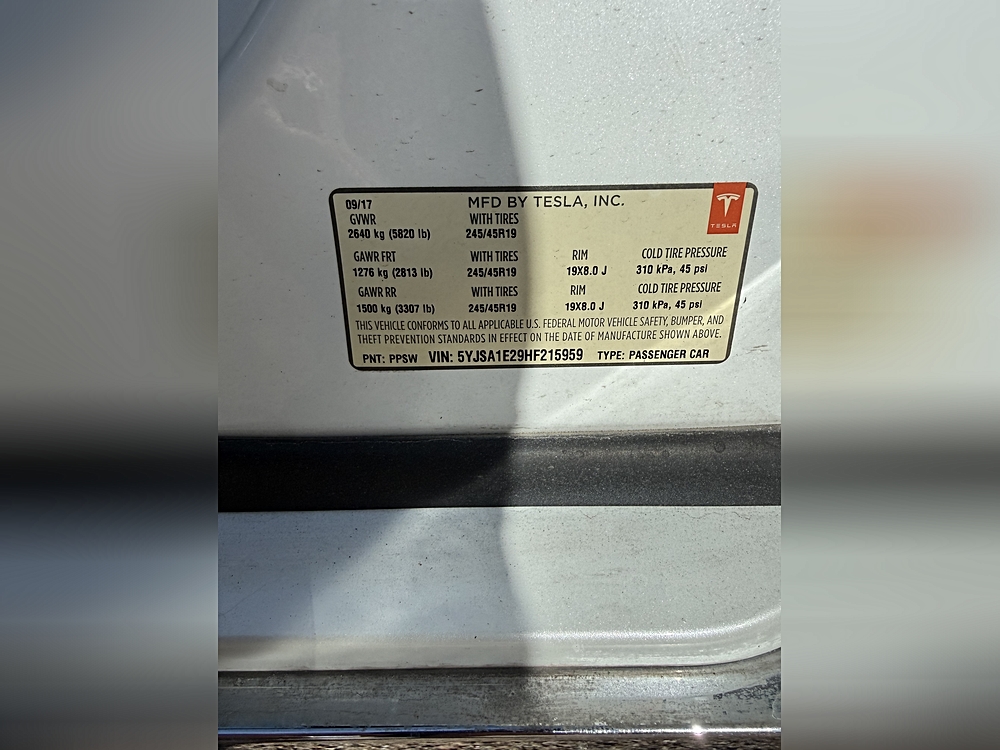 09/17 MFD BY TESLA, INC.
TESLA
GVWR WITH TIRES
2640 kg (5820 lb) 245/45R19
GAWR FRT WITH TIRES RIM COLD TIRE PRESSURE
1276 kg (2813 lb) 245/45R19 19X8.0 J 310 kPa, 45 psi
GAWR RR WITH TIRES RIM COLD TIRE PRESSURE
1500 kg (3307 lb) 245/45R19 19X8.0 J 310 kPa, 45 psi
THIS VEHICLE CONFORMS TO ALL APPLICABLE U.S. FEDERAL MOTOR VEHICLE SAFETY, BUMPER, AND
THEFT PREVENTION STANDARDS IN EFFECT ON THE DATE OF MANUFACTURE SHOWN ABOVE.
PNT: PPSW VIN: 5YJSA1E29HF215959 TYPE: PASSENGER CAR